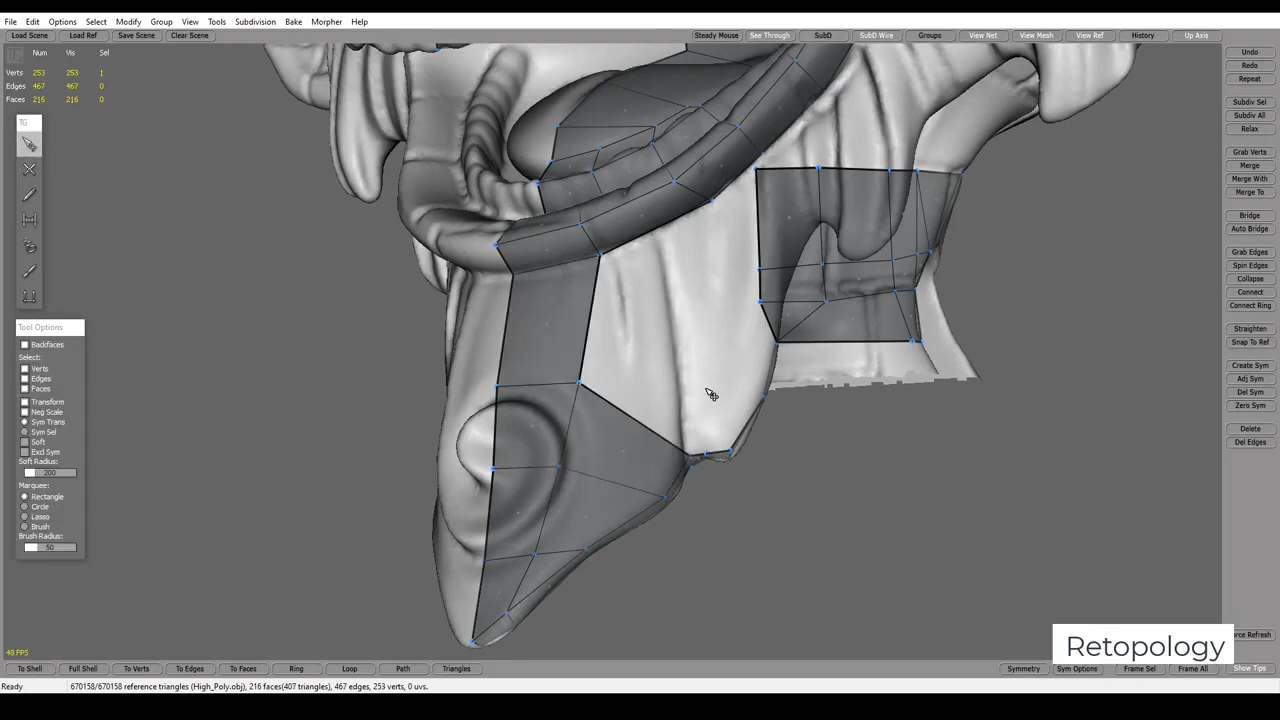 File Edit Options Select Modify Group View Tools Subdivision Bake Morpher Help
Load Scene Load Ref Save Scene Clear Scene Steady Mouse See Through SubD SubD Wire Groups View Net View Mesh View Ref History Up Axis
Num Vis Sel
Verts 253 253 1
Edges 467 467 0
Faces 216 216 0
TG
Tool Options
Backfaces
Select:
Verts
Edges
Faces
Transform
Neg Scale
Sym Trans
Sym Sel
Soft
Excl Sym
Soft Radius:
200
Marquee:
Rectangle
Circle
Lasso
Brush
Brush Radius:
50
Undo
Redo
Repeat
Subdiv Sel
Subdiv All
Relax
Grab Verts
Merge
Merge With
Merge To
Bridge
Auto Bridge
Grab Edges
Spin Edges
Collapse
Connect
Connect Ring
Straighten
Snap To Ref
Create Sym
Adj Sym
Del Sym
Zero Sym
Delete
Del Edges
orce Refresh
Retopology
48 FPS
To Shell Full Shell To Verts To Edges To Faces Ring Loop Path Triangles Symmetry Sym Options Frame Sel Frame All Show Tips
Ready 670158/670158 reference triangles (High_Poly.obj), 216 faces(407 triangles), 467 edges, 253 verts, 0 uvs.